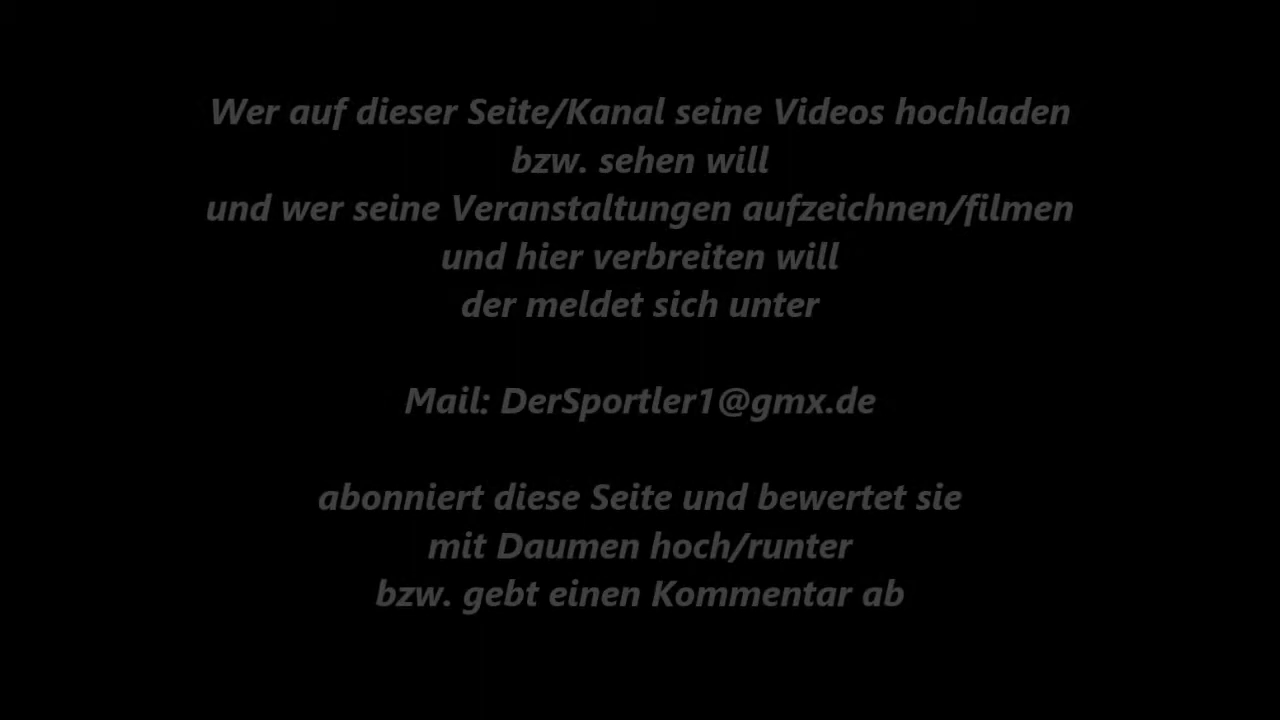 Wer auf dieser Seite/Kanal seine Videos hochladen
bzw. sehen will
und wer seine Veranstaltungen aufzeichnen/filmen
und hier verbreiten will
der meldet sich unter
Mail: DerSportler1@gmx.de
abonniert diese Seite und bewertet sie
mit Daumen hoch/runter
bzw. gebt einen Kommentar ab